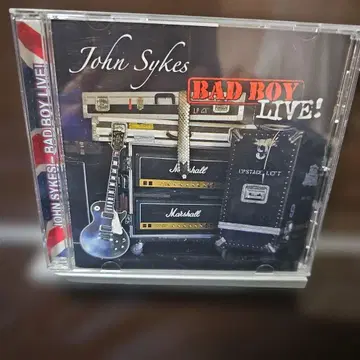 John Sykes
BAD BOY
LIVE!
JOHN SYKES - BAD BOY LIVE!
Marshall
Marshall
UPSTAGE LEFT